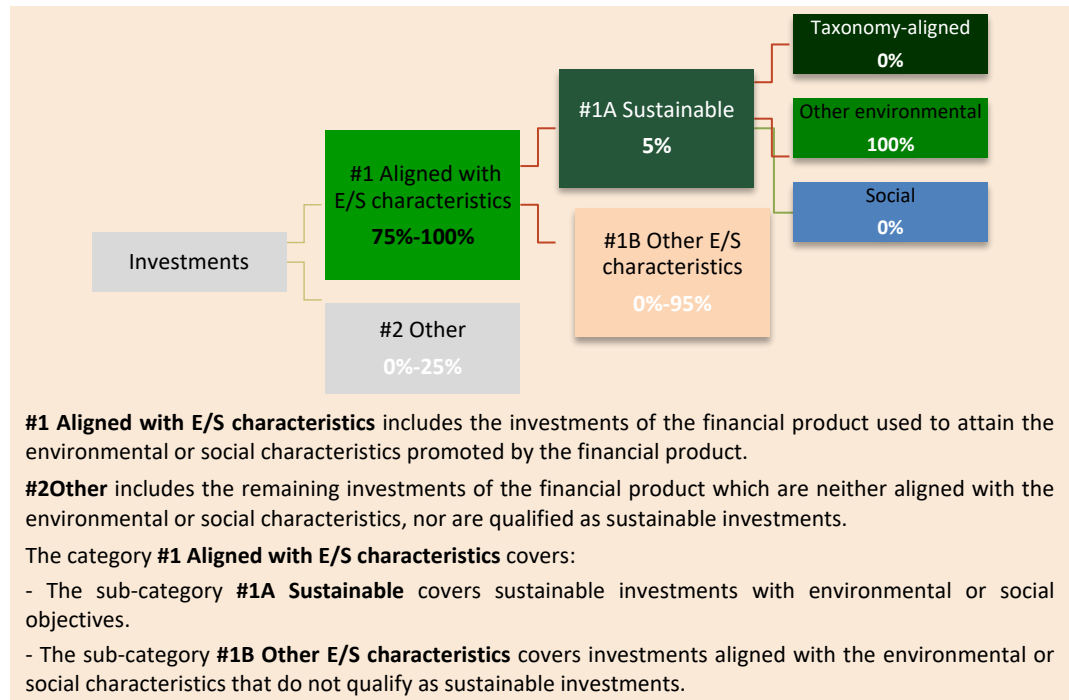 Taxonomy-aligned
0%
#1A Sustainable
5%
Other environmental
100%
#1 Aligned with
E/S characteristics
75%-100%
Social
0%
#1B Other E/S
characteristics
0%-95%
Investments
#2 Other
0%-25%
#1 Aligned with E/S characteristics includes the investments of the financial product used to attain the
environmental or social characteristics promoted by the financial product.
#2Other includes the remaining investments of the financial product which are neither aligned with the
environmental or social characteristics, nor are qualified as sustainable investments.
The category #1 Aligned with E/S characteristics covers:
- The sub-category #1A Sustainable covers sustainable investments with environmental or social
objectives.
- The sub-category #1B Other E/S characteristics covers investments aligned with the environmental or
social characteristics that do not qualify as sustainable investments.